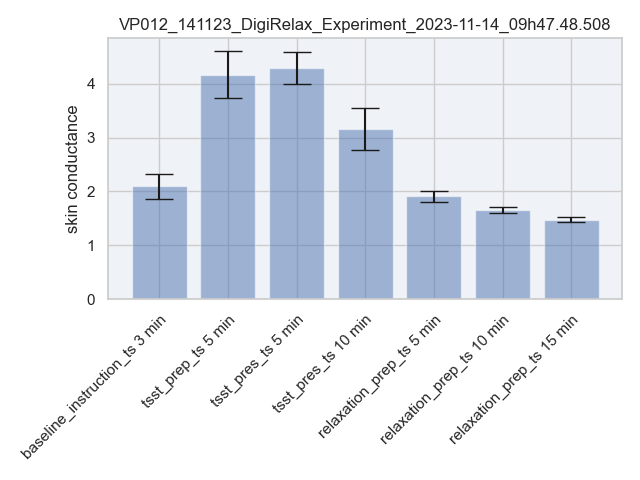 VP012_141123_DigiRelax_Experiment_2023-11-14_09h47.48.508
skin conductance
4
3
2
1
0
baseline_instruction_ts 3 min
tsst_prep_ts 5 min
tsst_pres_ts 5 min
tsst_pres_ts 10 min
relaxation_prep_ts 5 min
relaxation_prep_ts 10 min
relaxation_prep_ts 15 min